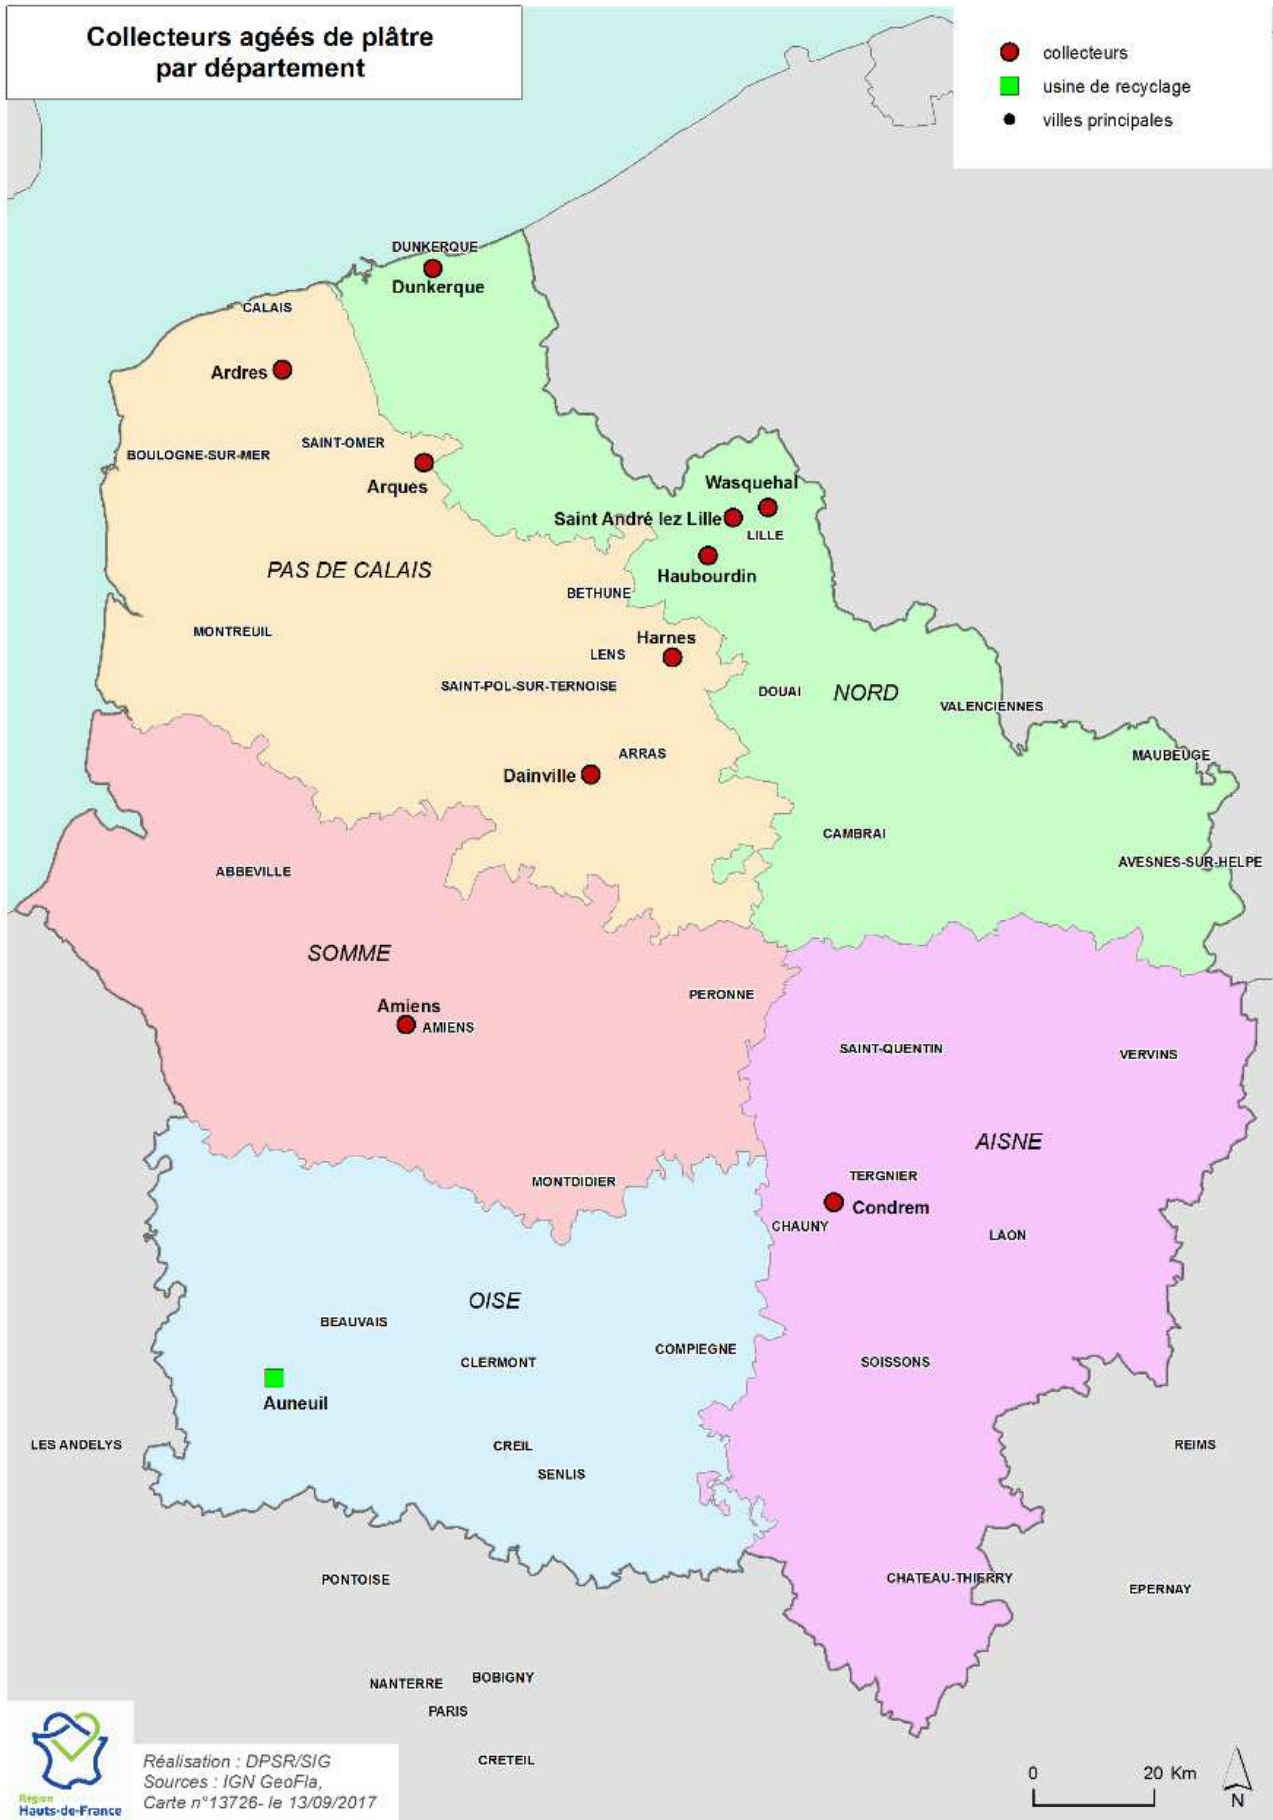 Collecteurs agéés de plâtre
par département
collecteurs
usine de recyclage
villes principales
DUNKERQUE
Dunkerque
CALAIS
Ardres
SAINT-OMER
BOULOGNE-SUR-MER
Arques
Wasquehal
Saint André lez Lille
LILLE
Haubourdin
PAS DE CALAIS
BETHUNE
MONTREUIL
Harnes
LENS
SAINT-POL-SUR-TERNOISE
DOUAI
NORD
VALENCIENNES
ARRAS
MAUBEUGE
Dainville
CAMBRAI
AVESNES-SUR-HELPE
ABBEVILLE
SOMME
PERONNE
Amiens
AMIENS
SAINT-QUENTIN
VERVINS
AISNE
MONTDIDIER
TERGNIER
Condrem
CHAUNY
LAON
OISE
BEAUVAIS
COMPIEGNE
CLERMONT
SOISSONS
Auneuil
LES ANDELYS
CREIL
REIMS
SENLIS
PONTOISE
CHATEAU-THIERRY
EPERNAY
NANTERRE
BOBIGNY
PARIS
CRETEIL
Région
Hauts-de-France
Réalisation : DPSR/SIG
Sources : IGN GeoFla,
Carte n°13726- le 13/09/2017
0 20 Km
N